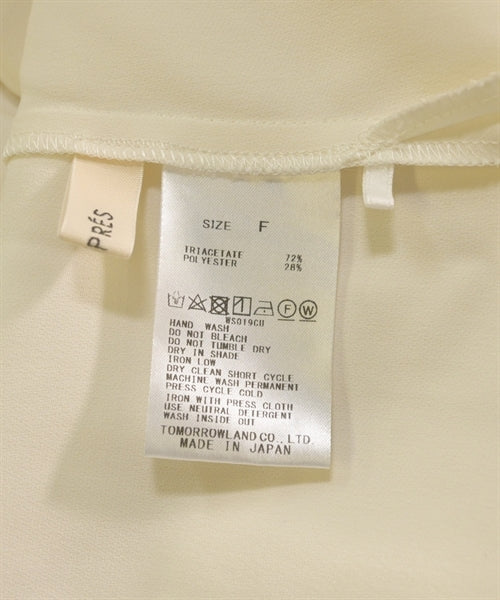 PRÉS
SIZE F
TRIACETATE 72%
POLYESTER 28%
F W
WS019CU
HAND WASH
DO NOT BLEACH
DO NOT TUMBLE DRY
DRY IN SHADE
IRON LOW
DRY CLEAN SHORT CYCLE
MACHINE WASH PERMANENT
PRESS CYCLE COLD
IRON WITH PRESS CLOTH
USE NEUTRAL DETERGENT
WASH INSIDE OUT
TOMORROWLAND CO., LTD.
MADE IN JAPAN